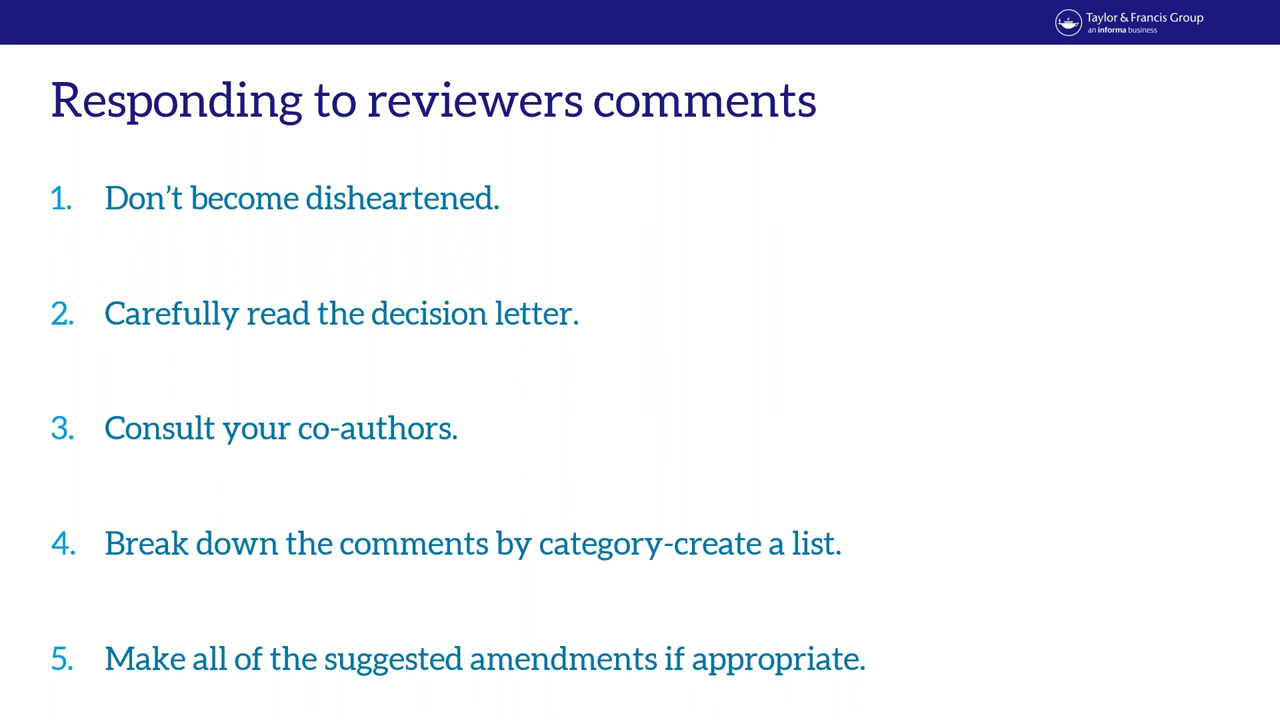 Taylor & Francis Group
an informa business
Responding to reviewers comments
1. Don’t become disheartened.
2. Carefully read the decision letter.
3. Consult your co-authors.
4. Break down the comments by category-create a list.
5. Make all of the suggested amendments if appropriate.